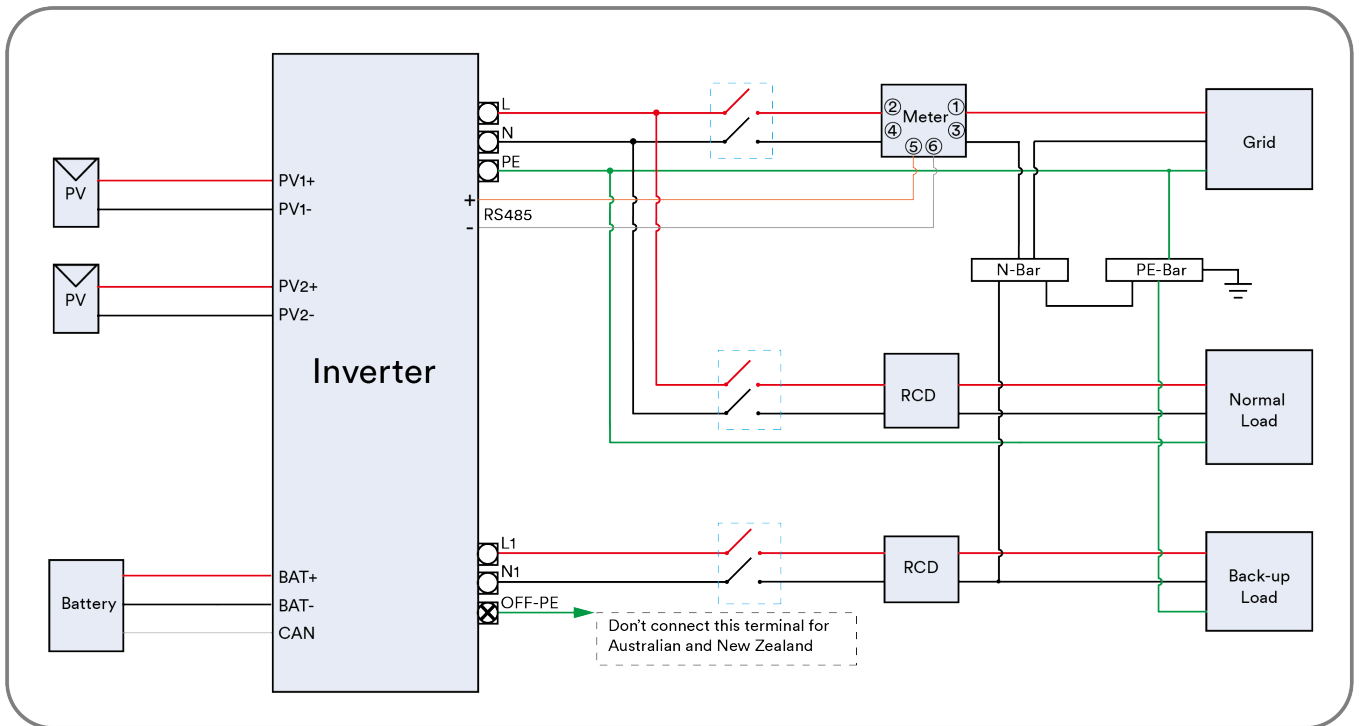 L
N
PE
+
RS485
-
② Meter ①
④ ③
⑤ ⑥
Grid
PV
PV1+
PV1-
PV
PV2+
PV2-
N-Bar
PE-Bar
Inverter
RCD
Normal
Load
L1
N1
OFF-PE
RCD
Back-up
Load
Battery
BAT+
BAT-
CAN
Don't connect this terminal for
Australian and New Zealand